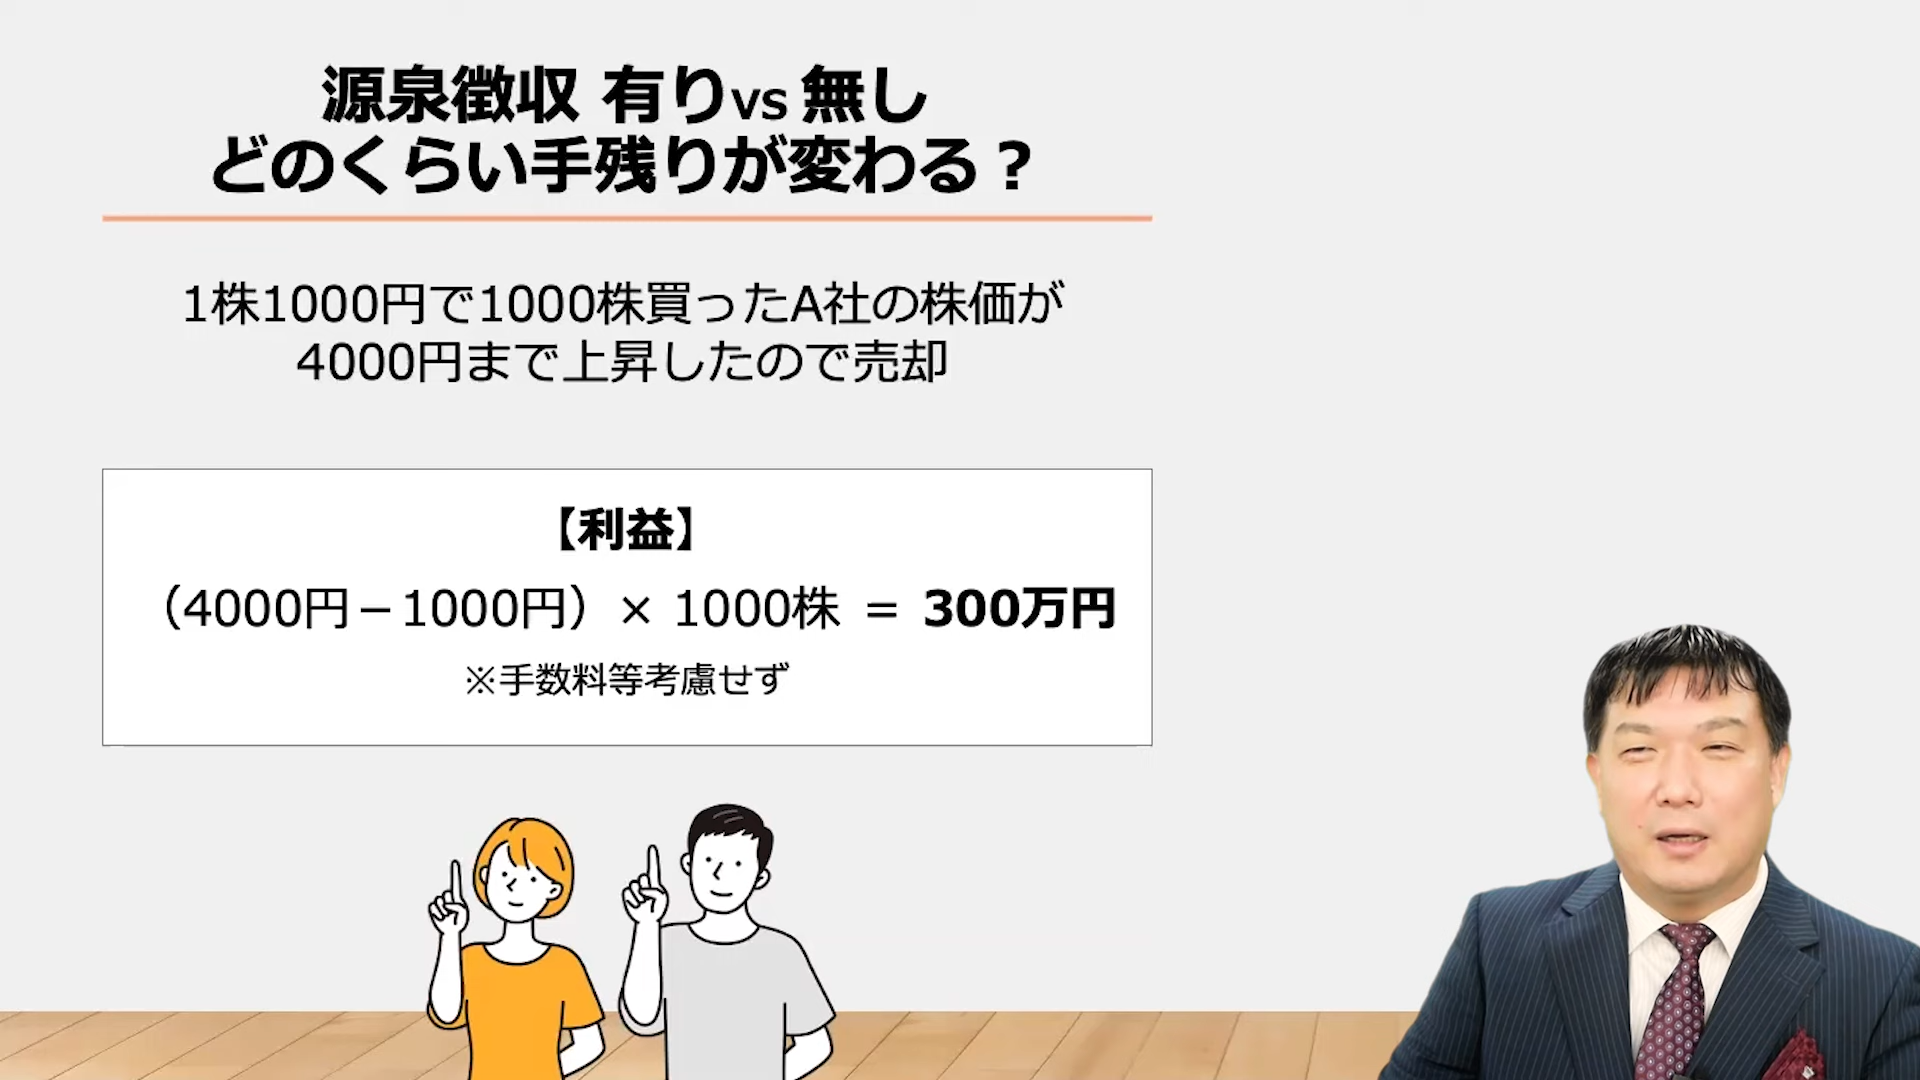 源泉徴収 有りvs 無し
どのくらい手残りが変わる？
1株1000円で1000株買ったA社の株価が
4000円まで上昇したので売却
【利益】
（4000円－1000円）× 1000株 ＝ 300万円
※手数料等考慮せず